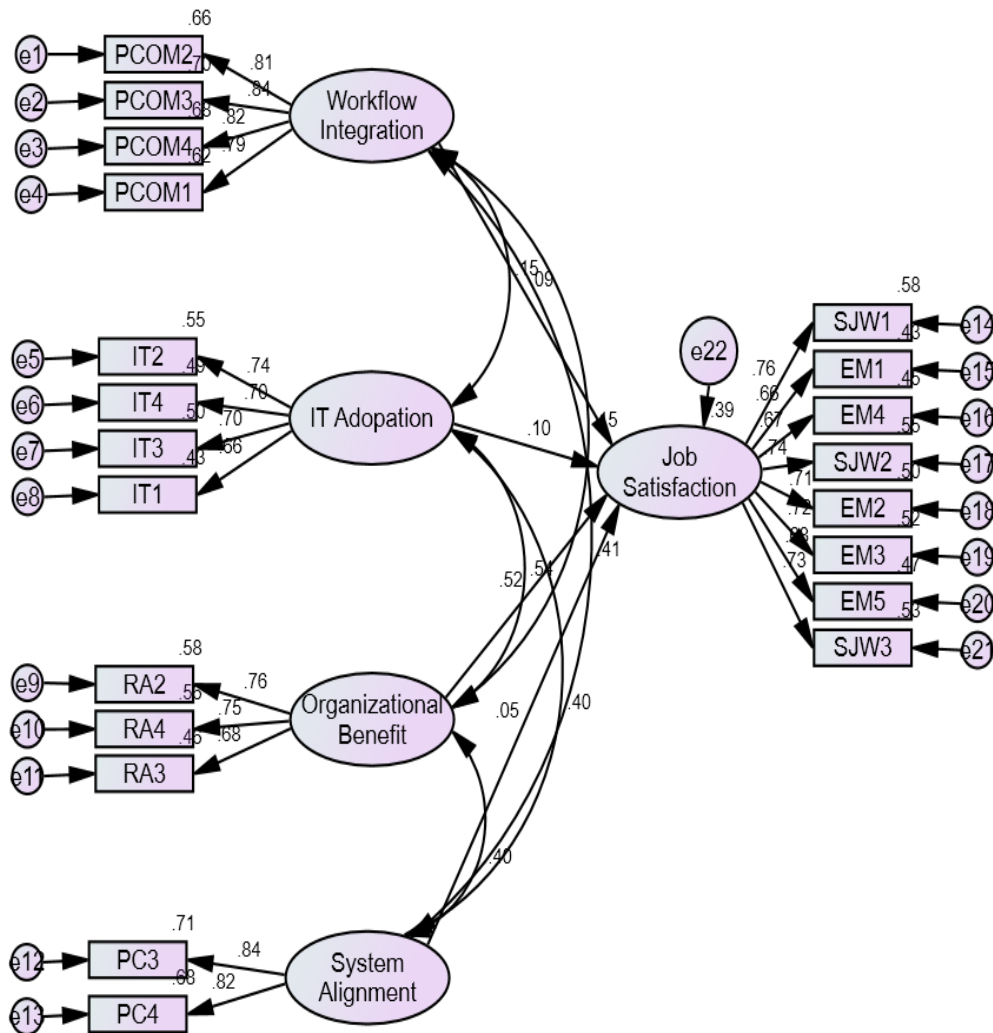 .66
e1
PCOM2
.81
.70
e2
PCOM3
.84
.68
e3
PCOM4
.82
.62
e4
PCOM1
.79
Workflow
Integration
.15
.09
.55
e5
IT2
.74
.49
e6
IT4
.70
.50
e7
IT3
.70
.43
e8
IT1
.66
IT Adopation
.10
.5
e22
.39
Job
Satisfaction
.41
.52
.54
.58
e9
RA2
.76
e10
RA4
.75
e11
RA3
.68
Organizational
Benefit
.05
.40
.40
.71
e12
PC3
.84
.68
e13
PC4
.82
System
Alignment
.58
.76
SJW1
e14
.43
.66
EM1
e15
.45
.67
EM4
e16
.55
.74
SJW2
e17
.50
.71
EM2
e18
.52
.72
EM3
e19
.47
EM5
e20
.53
.73
SJW3
e21